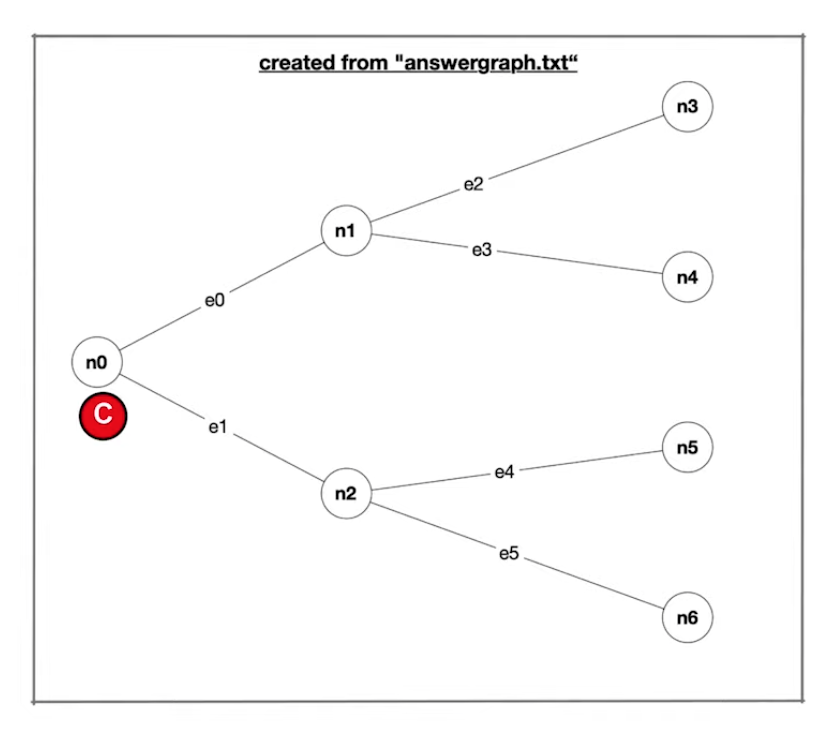 created from "answergraph.txt“
n3
e2
n1
e3
n4
e0
n0
C
e1
n5
e4
n2
e5
n6